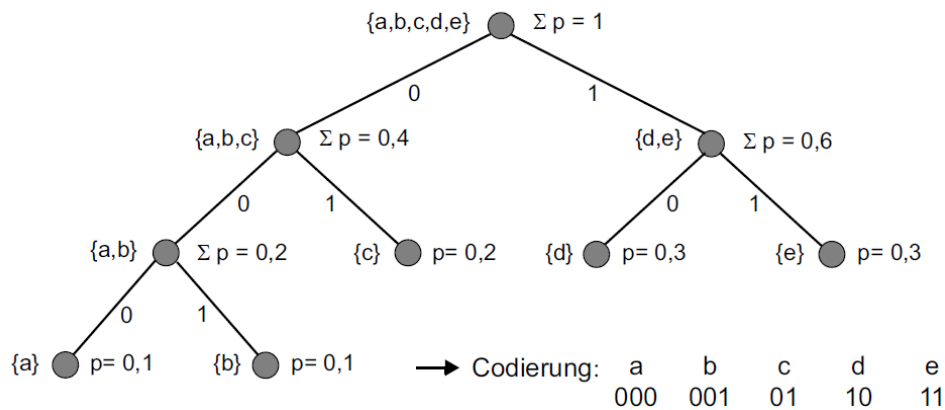 {a,b,c,d,e} Σ p = 1
0 1
{a,b,c} Σ p = 0,4 {d,e} Σ p = 0,6
0 1 0 1
{a,b} Σ p = 0,2 {c} p= 0,2 {d} p= 0,3 {e} p= 0,3
0 1
{a} p= 0,1 {b} p= 0,1 Codierung: a b c d e
000 001 01 10 11